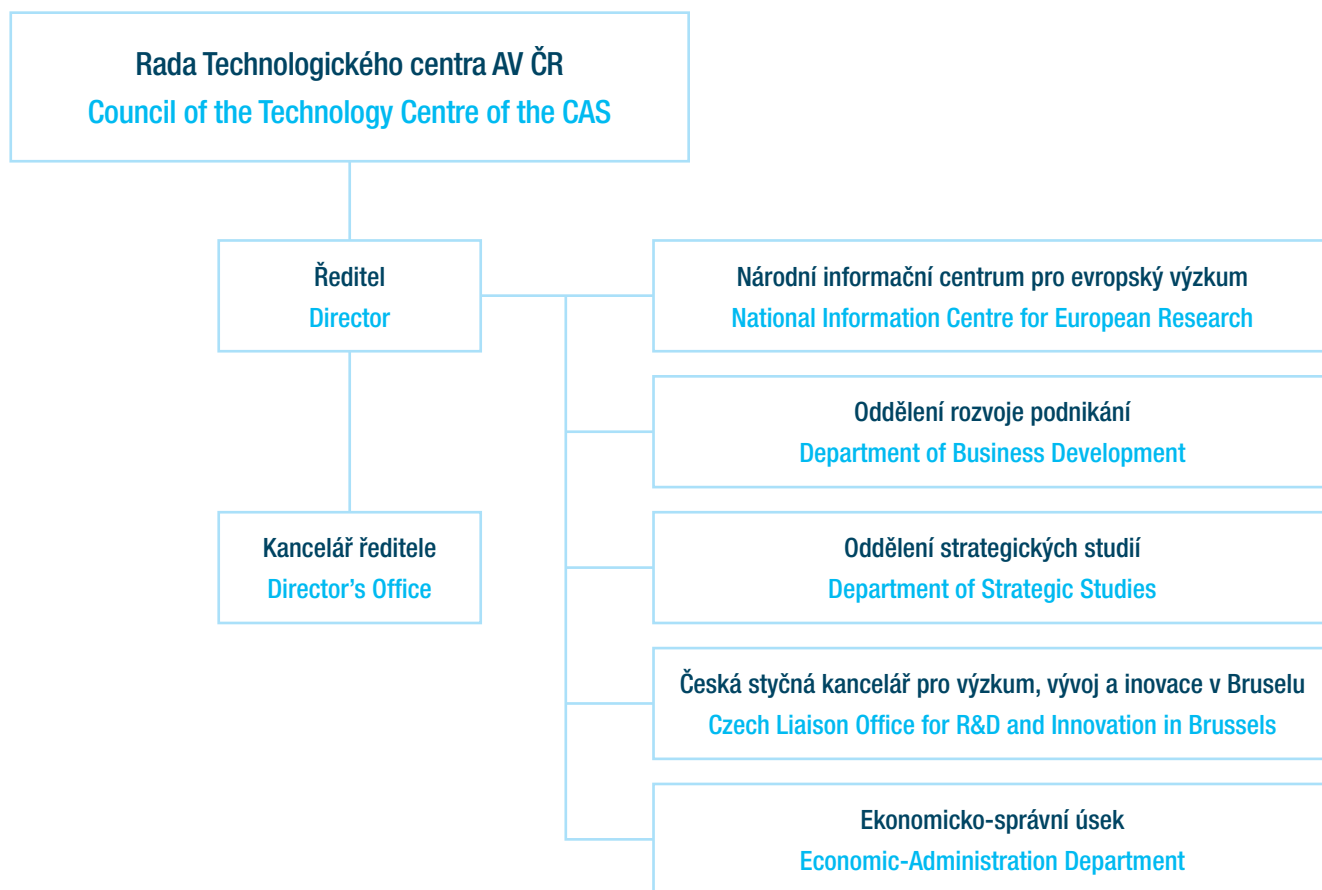 Rada Technologického centra AV ČR
Council of the Technology Centre of the CAS
Ředitel
Director
Národní informační centrum pro evropský výzkum
National Information Centre for European Research
Oddělení rozvoje podnikání
Department of Business Development
Kancelář ředitele
Director’s Office
Oddělení strategických studií
Department of Strategic Studies
Česká styčná kancelář pro výzkum, vývoj a inovace v Bruselu
Czech Liaison Office for R&D and Innovation in Brussels
Ekonomicko-správní úsek
Economic-Administration Department